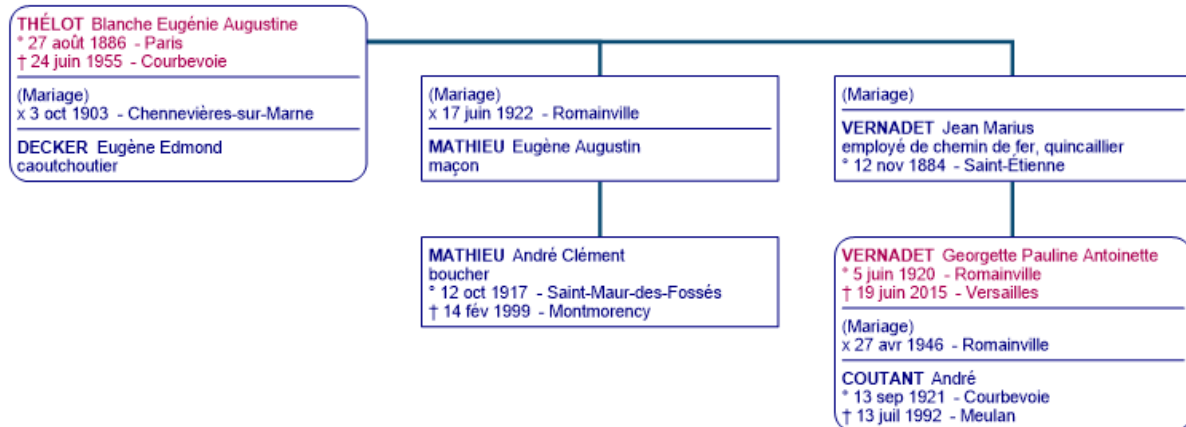 THÉLOT Blanche Eugénie Augustine
° 27 août 1886 - Paris
† 24 juin 1955 - Courbevoie
(Mariage)
x 3 oct 1903 - Chennevières-sur-Marne
DECKER Eugène Edmond
caoutchoutier
(Mariage)
x 17 juin 1922 - Romainville
MATHIEU Eugène Augustin
maçon
(Mariage)
VERNADET Jean Marius
employé de chemin de fer, quincaillier
° 12 nov 1884 - Saint-Étienne
MATHIEU André Clément
boucher
° 12 oct 1917 - Saint-Maur-des-Fossés
† 14 fév 1999 - Montmorency
VERNADET Georgette Pauline Antoinette
° 5 juin 1920 - Romainville
† 19 juin 2015 - Versailles
(Mariage)
x 27 avr 1946 - Romainville
COUTANT André
° 13 sep 1921 - Courbevoie
† 13 juil 1992 - Meulan